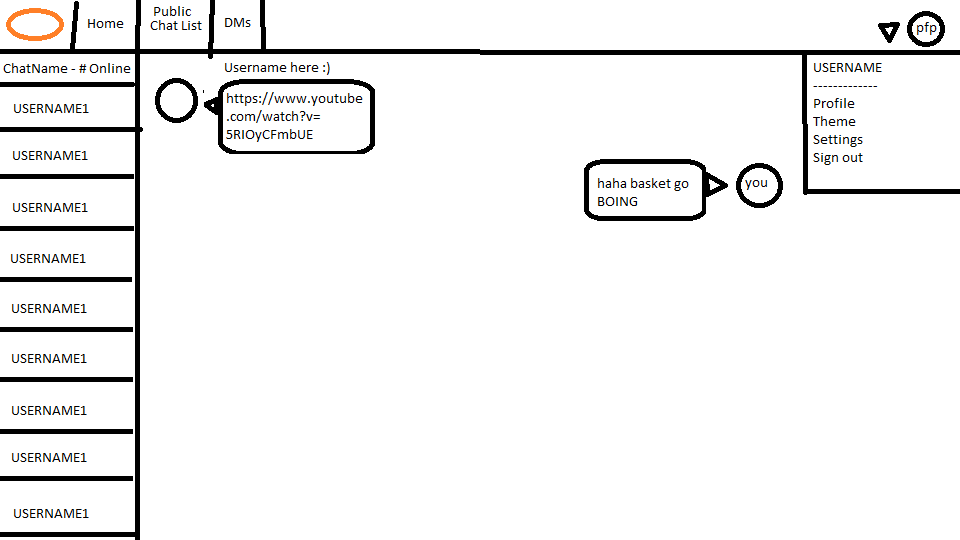 Home
Public
Chat List
DMs
pfp
ChatName - # Online
USERNAME1
USERNAME1
USERNAME1
USERNAME1
USERNAME1
USERNAME1
USERNAME1
USERNAME1
USERNAME1
Username here :)
https://www.youtube
.com/watch?v=
5RIOyCFmbUE
haha basket go
BOING
you
USERNAME
-------------
Profile
Theme
Settings
Sign out